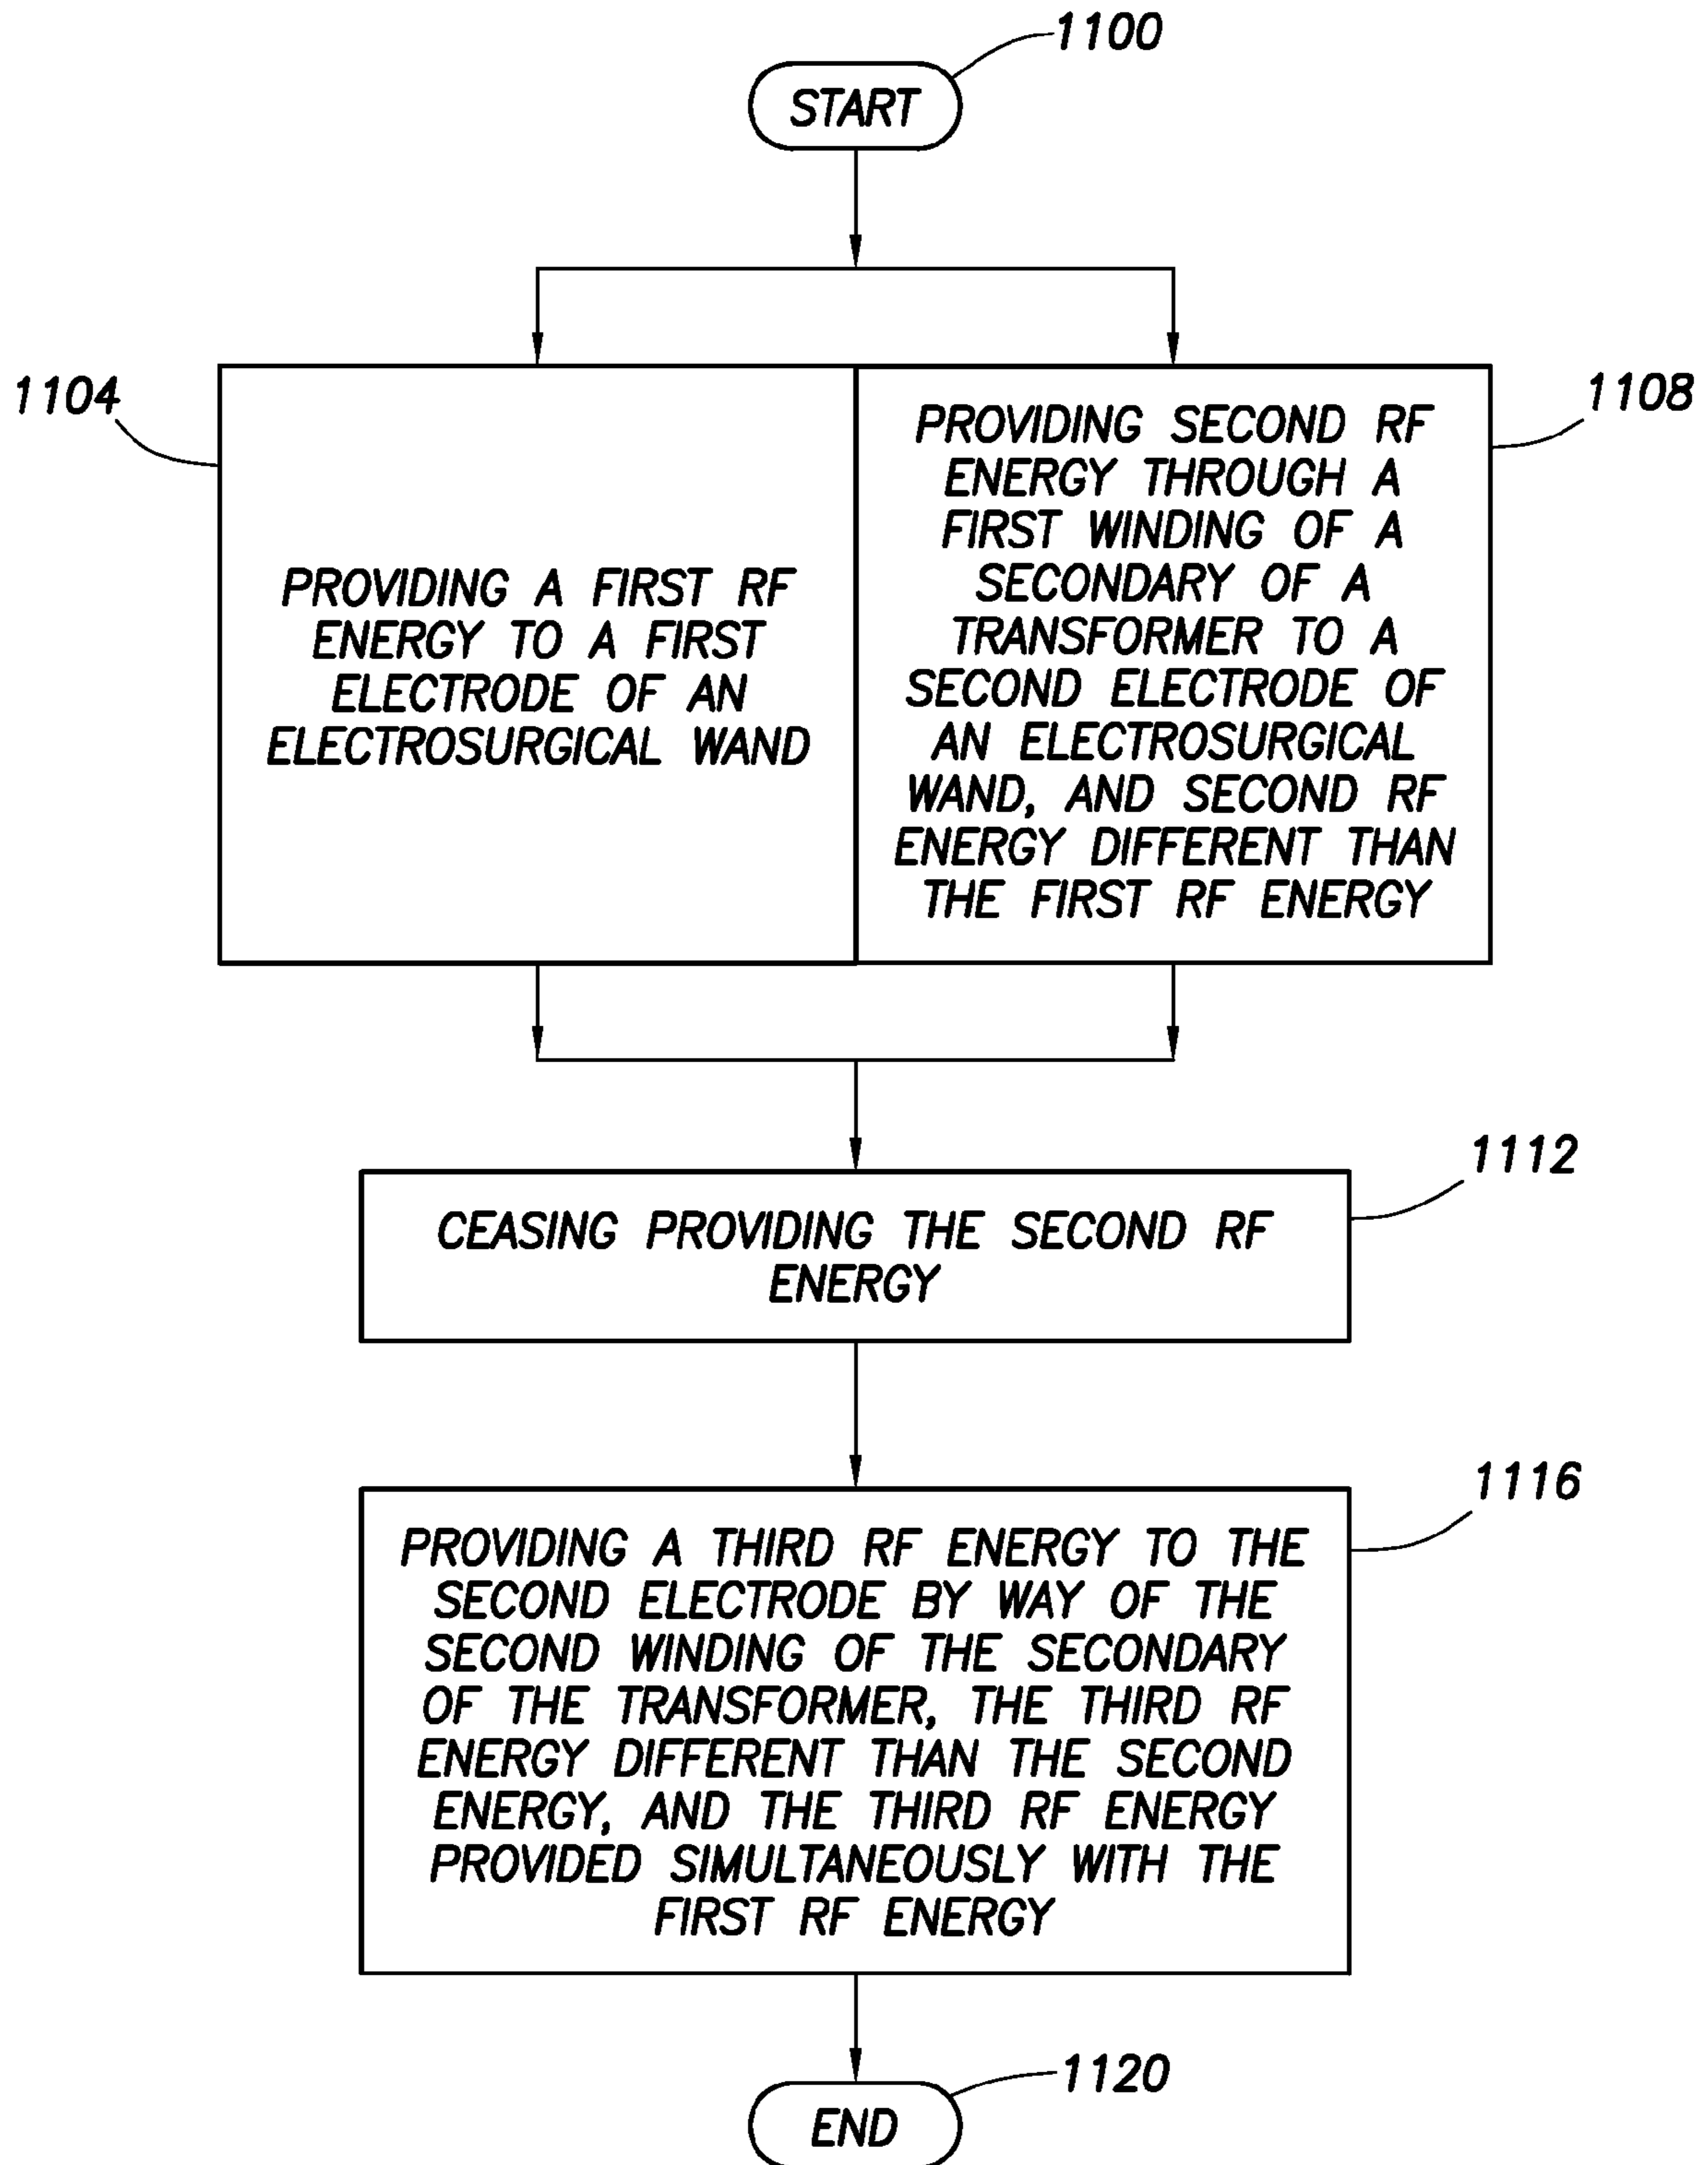 1100
START
1104
PROVIDING A FIRST RF
ENERGY TO A FIRST
ELECTRODE OF AN
ELECTROSURGICAL WAND
1108
PROVIDING SECOND RF
ENERGY THROUGH A
FIRST WINDING OF A
SECONDARY OF A
TRANSFORMER TO A
SECOND ELECTRODE OF
AN ELECTROSURGICAL
WAND, AND SECOND RF
ENERGY DIFFERENT THAN
THE FIRST RF ENERGY
1112
CEASING PROVIDING THE SECOND RF
ENERGY
1116
PROVIDING A THIRD RF ENERGY TO THE
SECOND ELECTRODE BY WAY OF THE
SECOND WINDING OF THE SECONDARY
OF THE TRANSFORMER, THE THIRD RF
ENERGY DIFFERENT THAN THE SECOND
ENERGY, AND THE THIRD RF ENERGY
PROVIDED SIMULTANEOUSLY WITH THE
FIRST RF ENERGY
1120
END